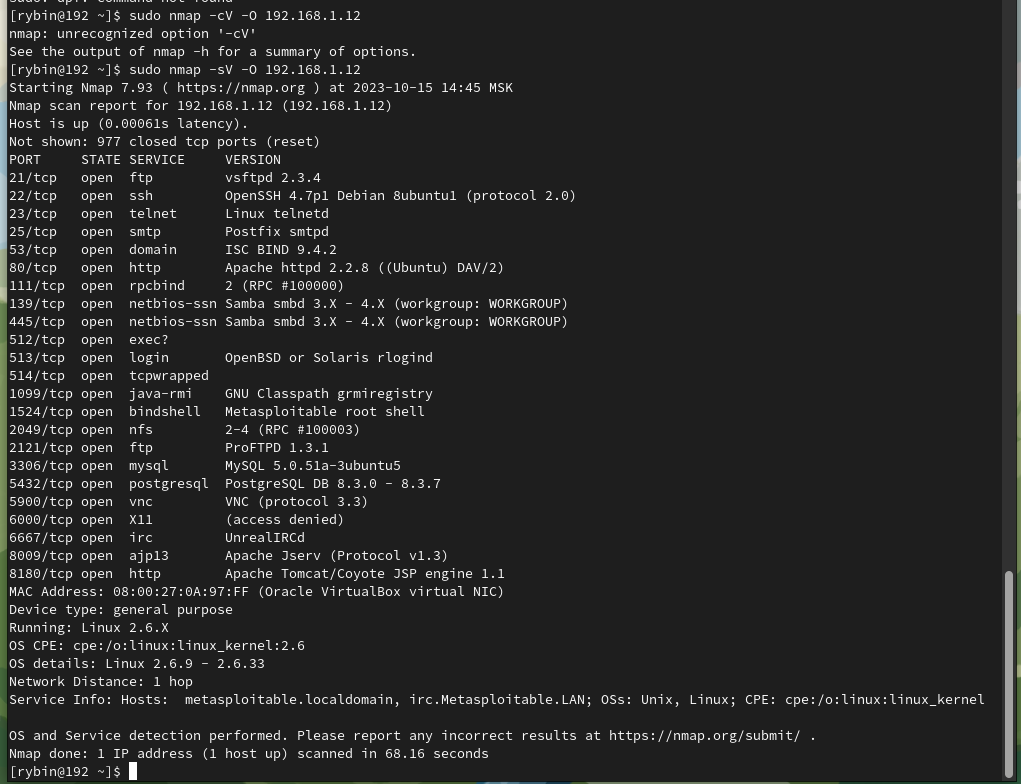 [rybin@192 ~]$ sudo nmap -cV -O 192.168.1.12
nmap: unrecognized option '-cV'
See the output of nmap -h for a summary of options.
[rybin@192 ~]$ sudo nmap -sV -O 192.168.1.12
Starting Nmap 7.93 ( https://nmap.org ) at 2023-10-15 14:45 MSK
Nmap scan report for 192.168.1.12 (192.168.1.12)
Host is up (0.00061s latency).
Not shown: 977 closed tcp ports (reset)
PORT     STATE SERVICE     VERSION
21/tcp   open  ftp         vsftpd 2.3.4
22/tcp   open  ssh         OpenSSH 4.7p1 Debian 8ubuntu1 (protocol 2.0)
23/tcp   open  telnet      Linux telnetd
25/tcp   open  smtp        Postfix smtpd
53/tcp   open  domain      ISC BIND 9.4.2
80/tcp   open  http        Apache httpd 2.2.8 ((Ubuntu) DAV/2)
111/tcp  open  rpcbind     2 (RPC #100000)
139/tcp  open  netbios-ssn Samba smbd 3.X - 4.X (workgroup: WORKGROUP)
445/tcp  open  netbios-ssn Samba smbd 3.X - 4.X (workgroup: WORKGROUP)
512/tcp  open  exec?
513/tcp  open  login       OpenBSD or Solaris rlogind
514/tcp  open  tcpwrapped
1099/tcp open  java-rmi    GNU Classpath grmiregistry
1524/tcp open  bindshell   Metasploitable root shell
2049/tcp open  nfs         2-4 (RPC #100003)
2121/tcp open  ftp         ProFTPD 1.3.1
3306/tcp open  mysql       MySQL 5.0.51a-3ubuntu5
5432/tcp open  postgresql  PostgreSQL DB 8.3.0 - 8.3.7
5900/tcp open  vnc         VNC (protocol 3.3)
6000/tcp open  X11         (access denied)
6667/tcp open  irc         UnrealIRCd
8009/tcp open  ajp13       Apache Jserv (Protocol v1.3)
8180/tcp open  http        Apache Tomcat/Coyote JSP engine 1.1
MAC Address: 08:00:27:0A:97:FF (Oracle VirtualBox virtual NIC)
Device type: general purpose
Running: Linux 2.6.X
OS CPE: cpe:/o:linux:linux_kernel:2.6
OS details: Linux 2.6.9 - 2.6.33
Network Distance: 1 hop
Service Info: Hosts:  metasploitable.localdomain, irc.Metasploitable.LAN; OSs: Unix, Linux; CPE: cpe:/o:linux:linux_kernel
OS and Service detection performed. Please report any incorrect results at https://nmap.org/submit/ .
Nmap done: 1 IP address (1 host up) scanned in 68.16 seconds
[rybin@192 ~]$